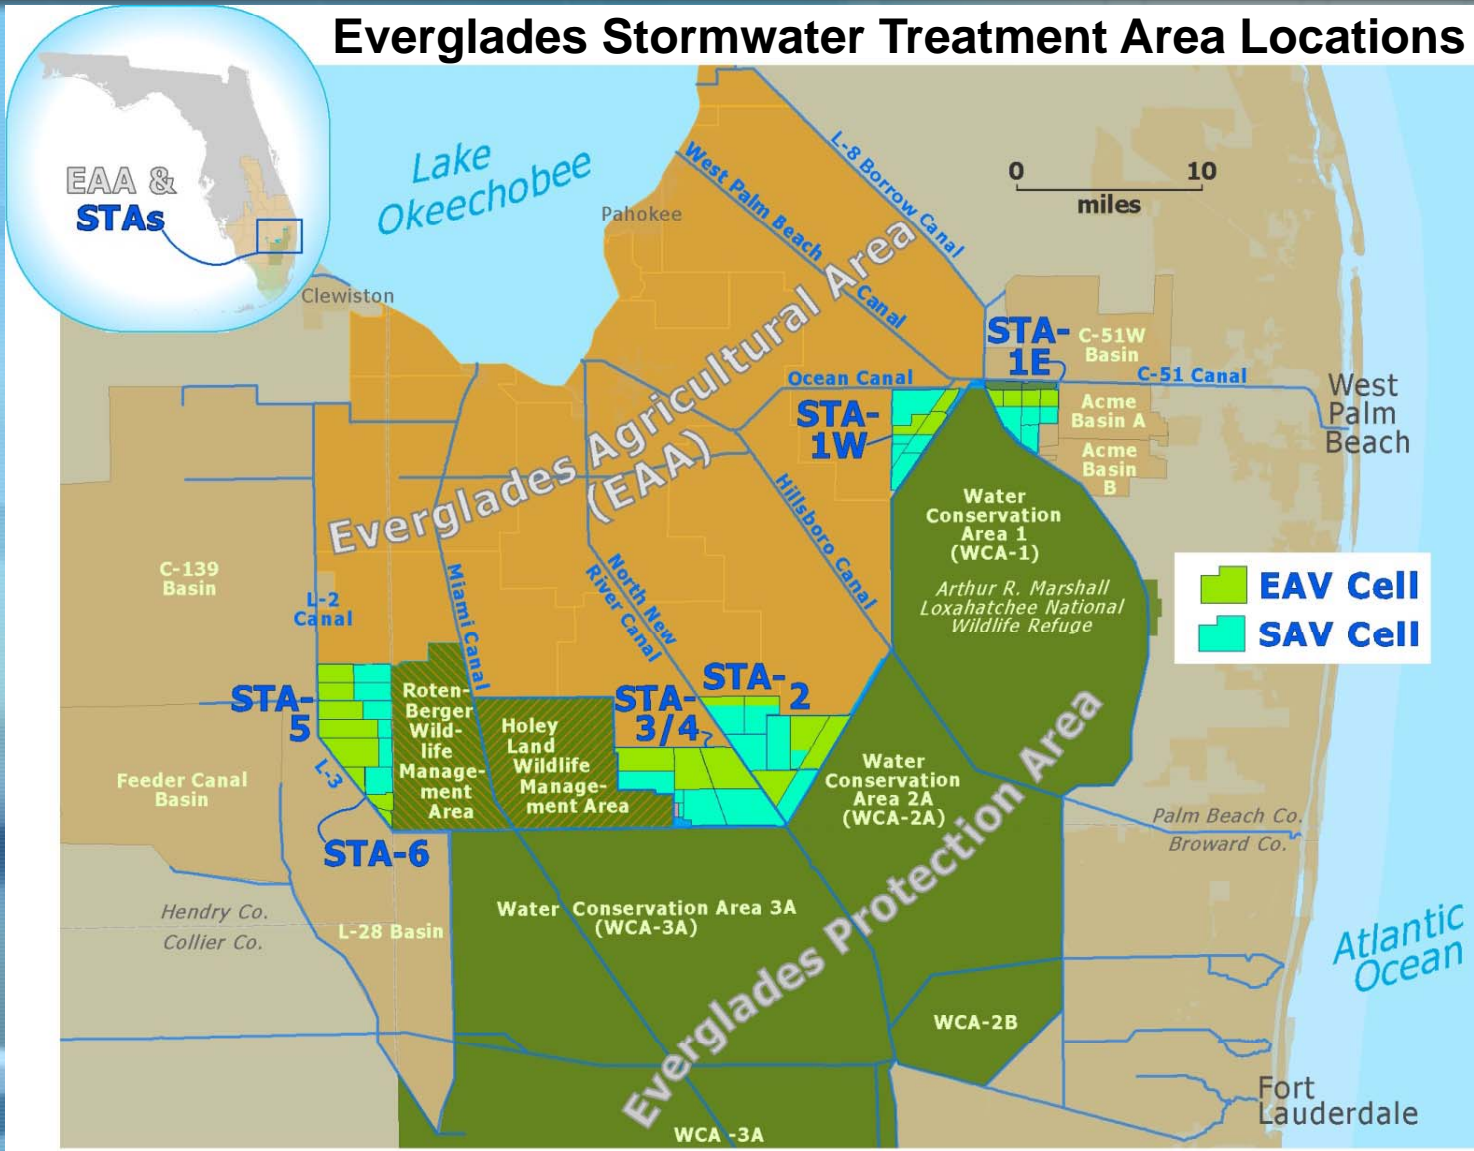 Everglades Stormwater Treatment Area Locations
EAA &
STAs
Lake
Okeechobee
Pahokee
Clewiston
L-8 Borrow Canal
West Palm Beach
Canal
0 10
miles
Everglades Agricultural Area
(EAA)
Ocean Canal
STA-
1W
STA-
1E
C-51W
Basin
C-51 Canal
Acme
Basin A
Acme
Basin
B
West
Palm
Beach
Hillsboro Canal
Water
Conservation
Area 1
(WCA-1)
Arthur R. Marshall
Loxahatchee National
Wildlife Refuge
EAV Cell
SAV Cell
C-139
Basin
L-2
Canal
Miami Canal
North New
River Canal
STA-
5
L-3
Feeder Canal
Basin
STA-6
Roten-
Berger
Wild-
life
Manage-
ment
Area
Holey
Land
Wildlife
Manage-
ment Area
STA-
3/4
STA-
2
Water
Conservation
Area 2A
(WCA-2A)
Everglades Protection Area
Palm Beach Co.
Broward Co.
Hendry Co.
Collier Co.
L-28 Basin
Water Conservation Area 3A
(WCA-3A)
WCA-2B
WCA -3A
Atlantic
Ocean
Fort
Lauderdale